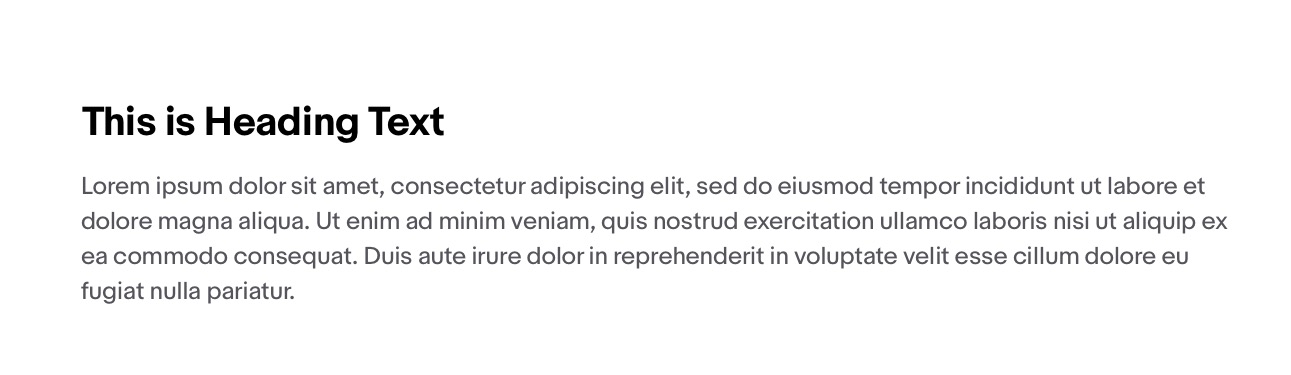 This is Heading Text
Lorem ipsum dolor sit amet, consectetur adipiscing elit, sed do eiusmod tempor incididunt ut labore et
dolore magna aliqua. Ut enim ad minim veniam, quis nostrud exercitation ullamco laboris nisi ut aliquip ex
ea commodo consequat. Duis aute irure dolor in reprehenderit in voluptate velit esse cillum dolore eu
fugiat nulla pariatur.